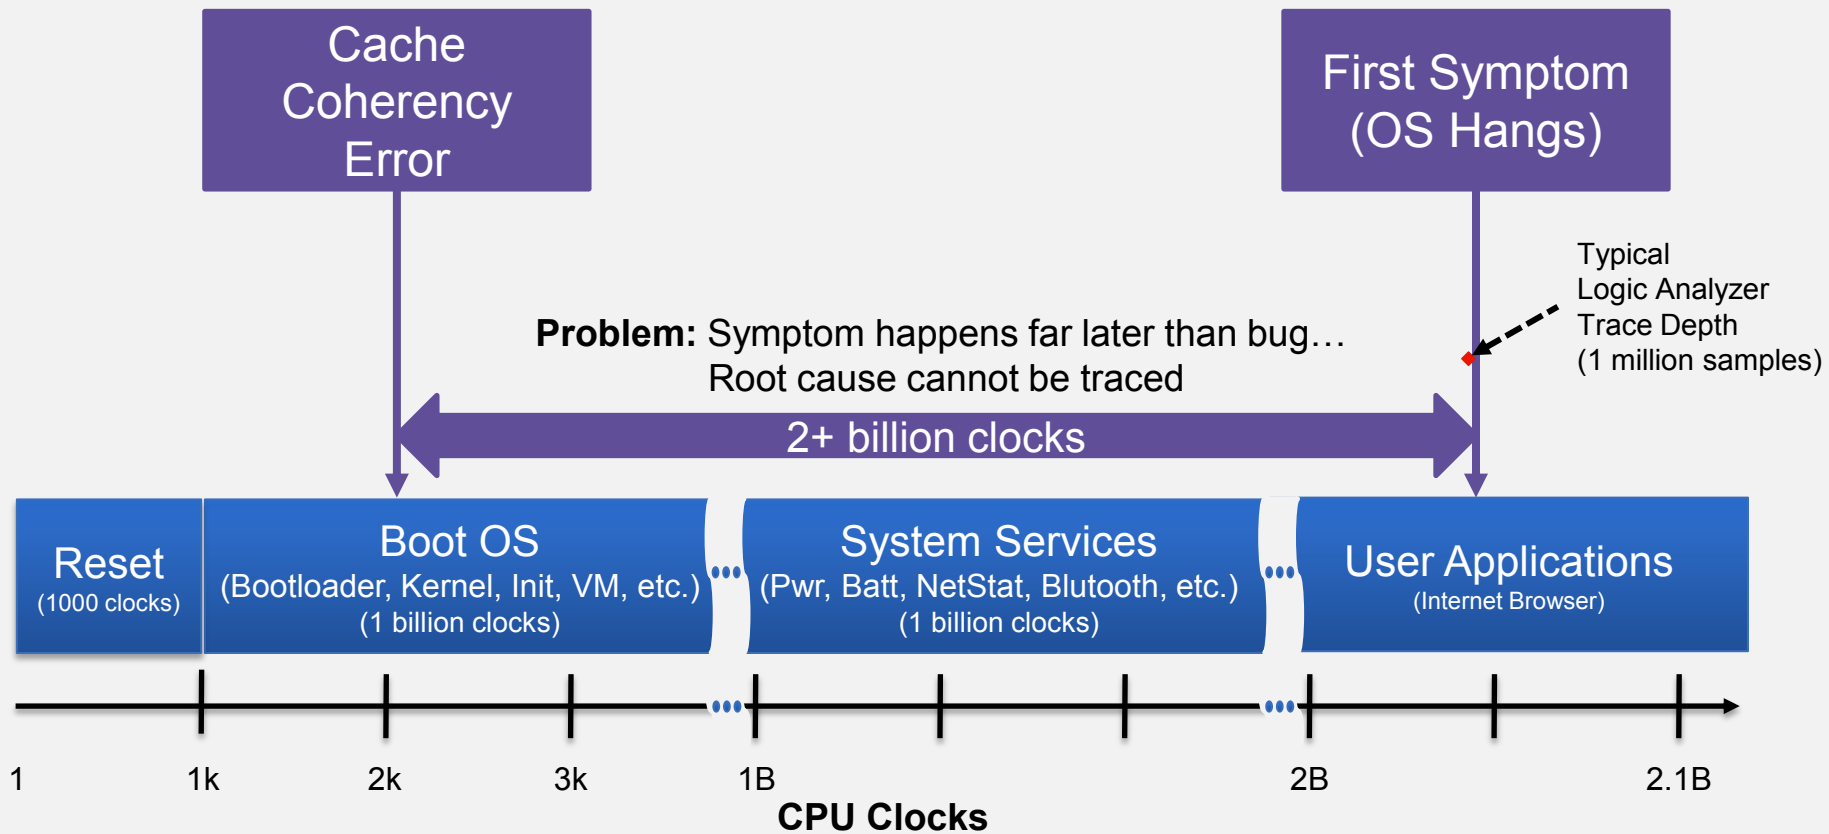 Cache
Coherency
Error
First Symptom
(OS Hangs)
Typical
Logic Analyzer
Trace Depth
(1 million samples)
Problem: Symptom happens far later than bug…
Root cause cannot be traced
2+ billion clocks
Reset
(1000 clocks)
Boot OS
(Bootloader, Kernel, Init, VM, etc.)
(1 billion clocks)
System Services
(Pwr, Batt, NetStat, Blutooth, etc.)
(1 billion clocks)
User Applications
(Internet Browser)
1 1k 2k 3k 1B 2B 2.1B
CPU Clocks